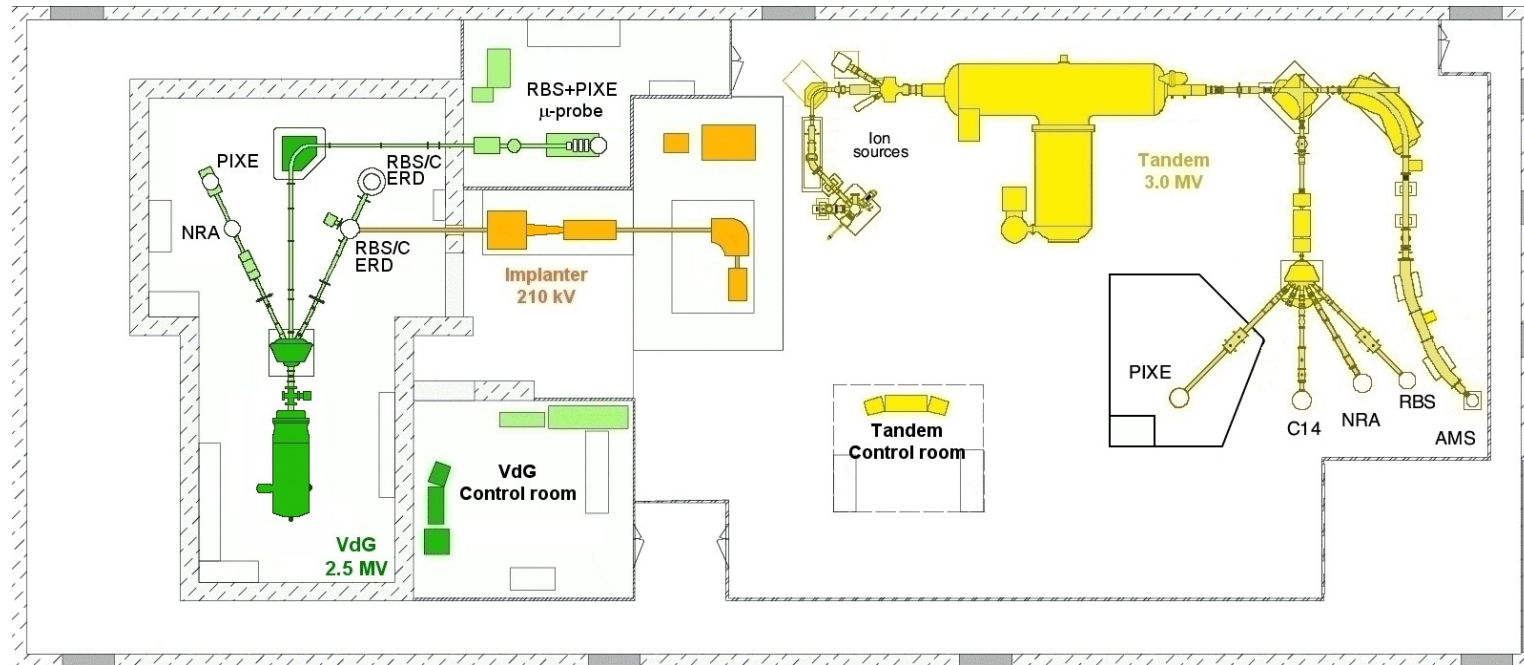 RBS+PIXE
μ-probe
PIXE
RBS/C
ERD
NRA
RBS/C
ERD
Implanter
210 kV
Ion
sources
Tandem
3.0 MV
PIXE
C14
NRA
RBS
AMS
Tandem
Control room
VdG
Control room
VdG
2.5 MV